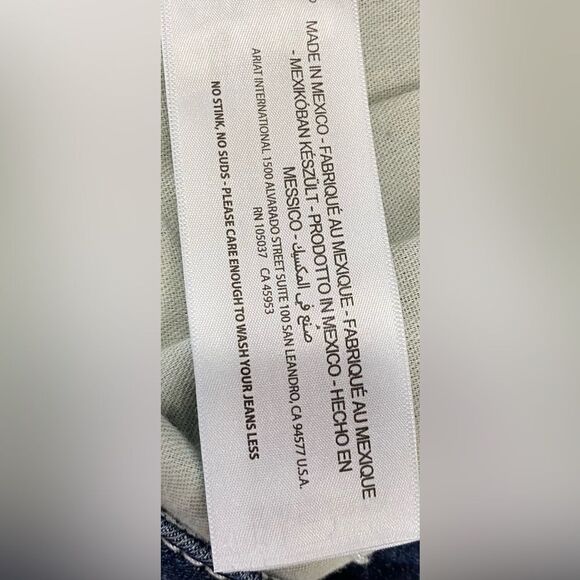 MADE IN MEXICO - FABRIQUÉ AU MEXIQUE - FABRIQUÉ AU MEXIQUE
- MEXIKÓBAN KÉSZÜLT - PRODOTTO IN MEXICO - HECHO EN
MESSICO - صنع في المكسيك
ARIAT INTERNATIONAL 1500 ALVARADO STREET SUITE 100 SAN LEANDRO, CA 94577 U.S.A.
RN 105037 CA 45953
NO STINK, NO SUDS - PLEASE CARE ENOUGH TO WASH YOUR JEANS LESS